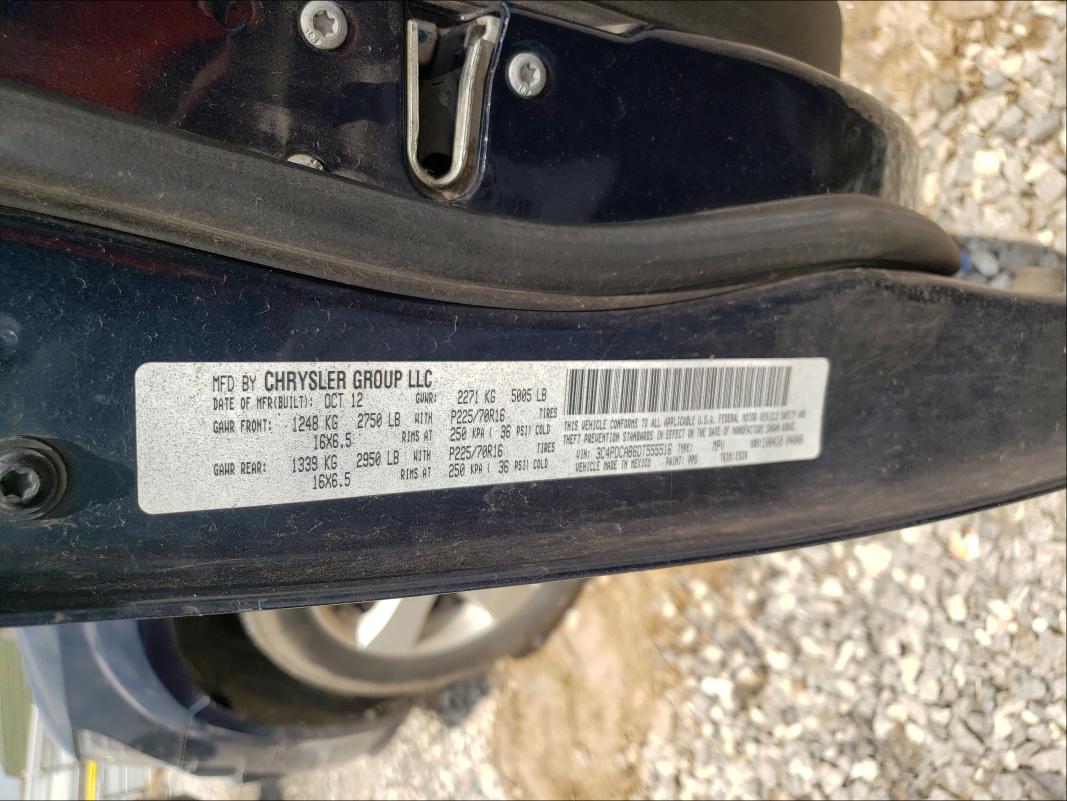 MFD BY CHRYSLER GROUP LLC
DATE OF MFR(BUILT): OCT 12 GVWR: 2271 KG 5005 LB
GAWR FRONT: 1248 KG 2750 LB WITH P225/70R16 TIRES
16X6.5 RIMS AT 250 KPA ( 36 PSI) COLD
GAWR REAR: 1339 KG 2950 LB WITH P225/70R16 TIRES
16X6.5 RIMS AT 250 KPA ( 36 PSI) COLD
THIS VEHICLE CONFORMS TO ALL APPLICABLE U.S.A. FEDERAL MOTOR VEHICLE SAFETY AND
THEFT PREVENTION STANDARDS IN EFFECT ON THE DATE OF MANUFACTURE SHOWN ABOVE.
VIN: 3C4PDCAB6DT555516 TYPE: MPV
VEHICLE MADE IN MEXICO PAINT: PPS TRIM: